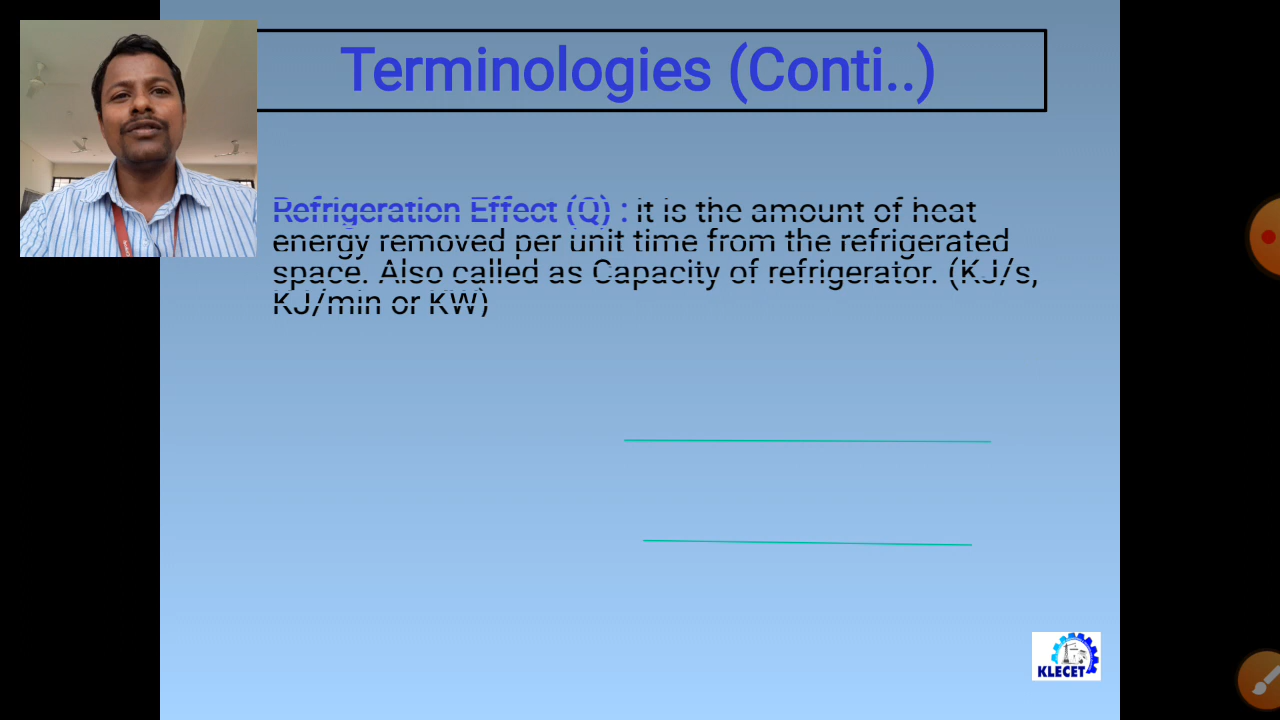 Terminologies (Conti..)
Refrigeration Effect (Q) : it is the amount of heat
energy removed per unit time from the refrigerated
space. Also called as Capacity of refrigerator. (KJ/s,
KJ/min or KW)
KLECET